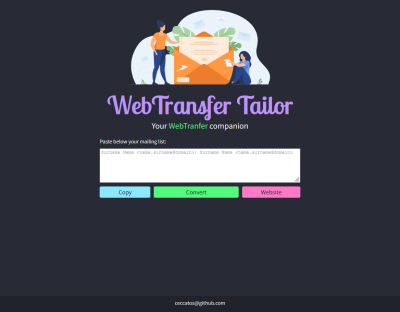 WebTransfer Tailor
Your WebTranfer companion
Paste below your mailing list:
Surname Name <name.surname@domain>; Surname Name <name.surname@domain>
Copy
Convert
Website
osccatos@github.com